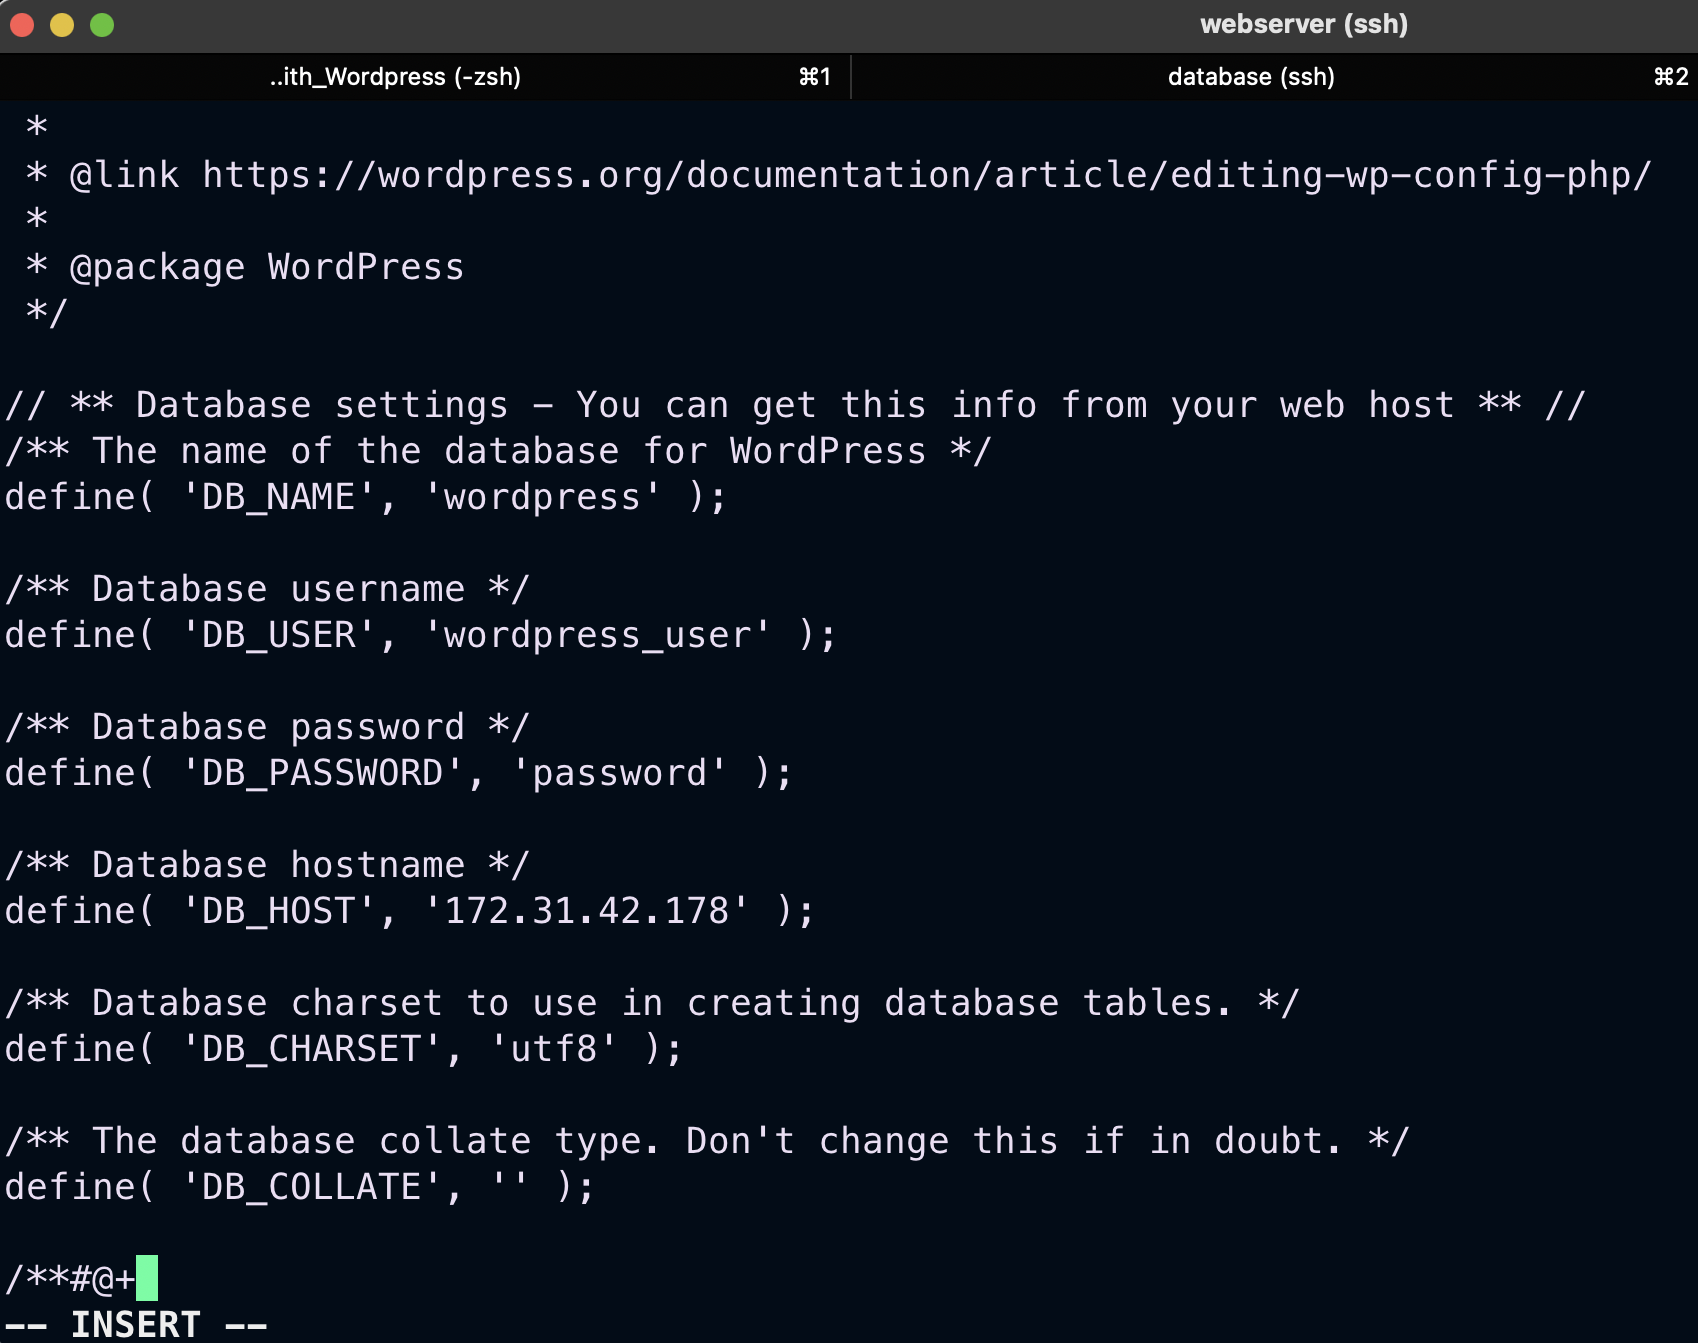 webserver (ssh)
..ith_Wordpress (-zsh) ⌘1 database (ssh) ⌘2
 *
 * @link https://wordpress.org/documentation/article/editing-wp-config-php/
 *
 * @package WordPress
 */
// ** Database settings - You can get this info from your web host ** //
/** The name of the database for WordPress */
define( 'DB_NAME', 'wordpress' );
/** Database username */
define( 'DB_USER', 'wordpress_user' );
/** Database password */
define( 'DB_PASSWORD', 'password' );
/** Database hostname */
define( 'DB_HOST', '172.31.42.178' );
/** Database charset to use in creating database tables. */
define( 'DB_CHARSET', 'utf8' );
/** The database collate type. Don't change this if in doubt. */
define( 'DB_COLLATE', '' );
/**#@+
-- INSERT --